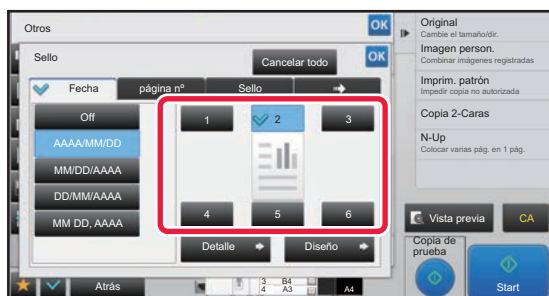 Otros
OK
Sello
Cancelar todo
OK
Fecha
página nº
Sello
Off
AAAA/MM/DD
MM/DD/AAAA
DD/MM/AAAA
MM DD, AAAA
1
2
3
4
5
6
Detalle
Diseño
Atrás
3 B4
4 A3
A4
Original
Cambie el tamaño/dir.
Imagen person.
Combinar imágenes registradas
Imprim. patrón
Impedir copia no autorizada
Copia 2-Caras
N-Up
Colocar varias pág. en 1 pág.
Vista previa
CA
Copia de
prueba
Start